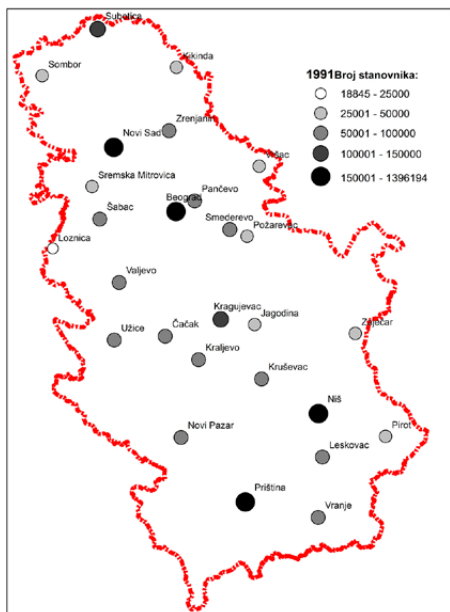 Subotica
Sombor
Kikinda
1991Broj stanovnika:
18845 - 25000
25001 - 50000
50001 - 100000
100001 - 150000
150001 - 1396194
Zrenjanin
Novi Sad
Vršac
Sremska Mitrovica
Pančevo
Beograd
Šabac
Smederevo
Požarevac
Loznica
Valjevo
Kragujevac
Jagodina
Zaječar
Užice
Čačak
Kraljevo
Kruševac
Niš
Novi Pazar
Pirot
Leskovac
Priština
Vranje